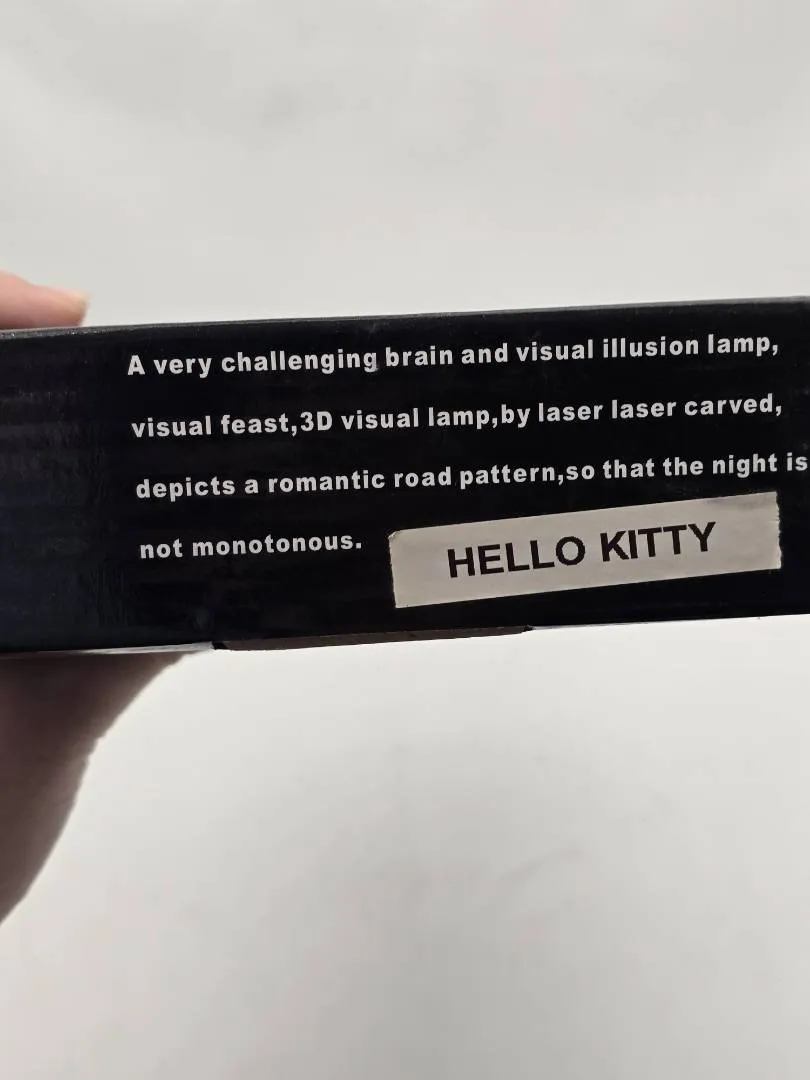 A very challenging brain and visual illusion lamp,
visual feast,3D visual lamp,by laser laser carved,
depicts a romantic road pattern,so that the night is
not monotonous.
HELLO KITTY